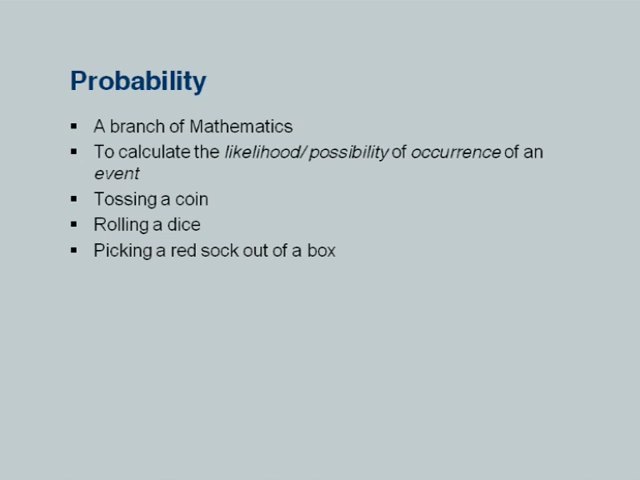 Probability
▪ A branch of Mathematics
▪ To calculate the likelihood/possibility of occurrence of an
event
▪ Tossing a coin
▪ Rolling a dice
▪ Picking a red sock out of a box